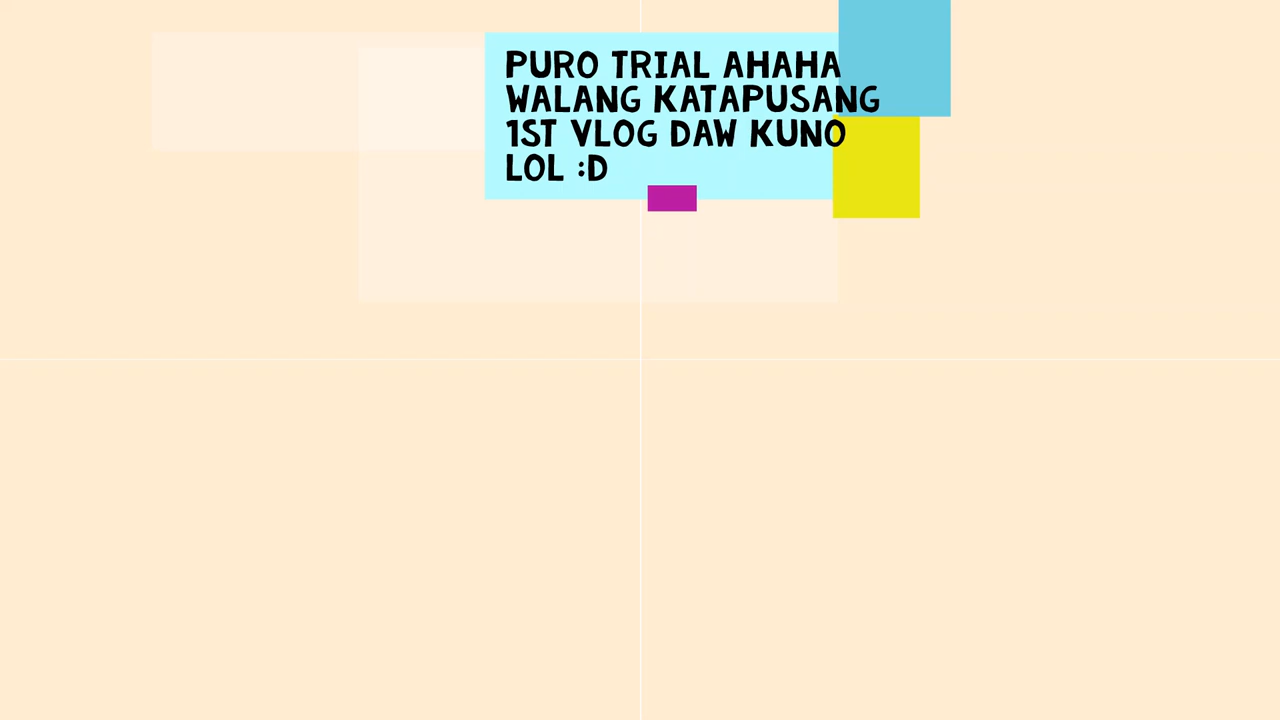 PURO TRIAL AHAHA
WALANG KATAPUSANG
1ST VLOG DAW KUNO
LOL :D